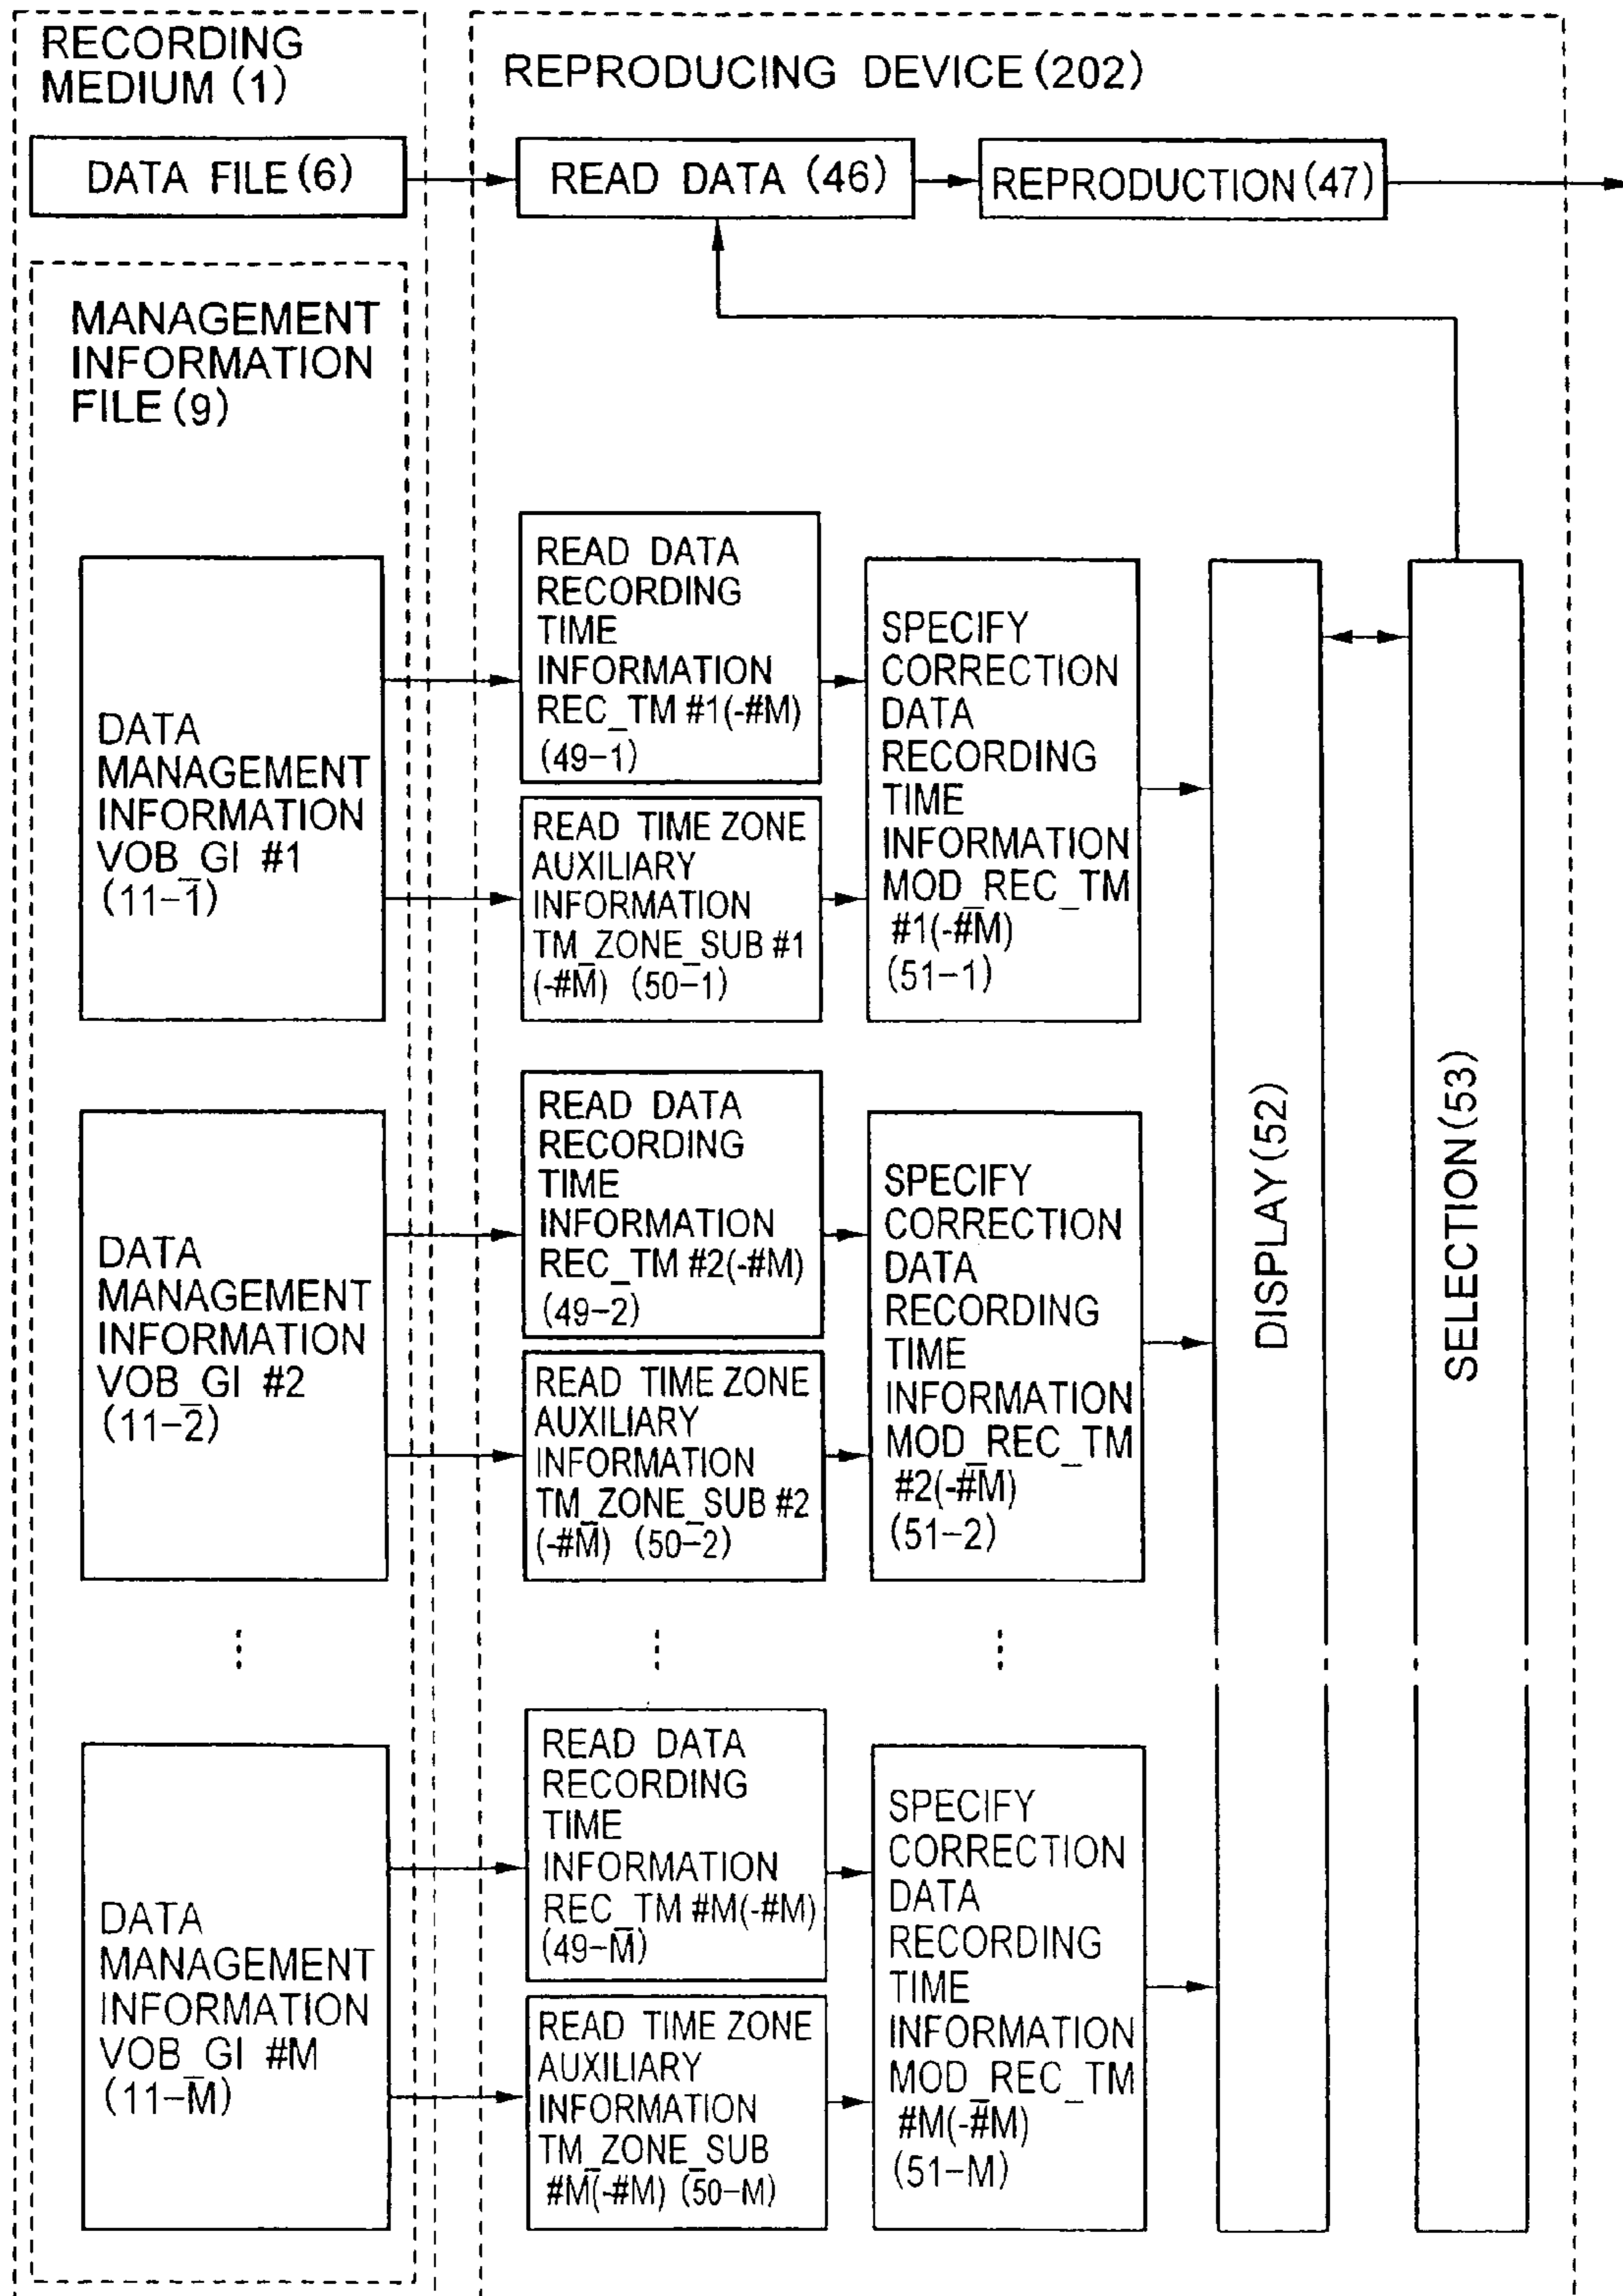 RECORDING
MEDIUM (1)
REPRODUCING DEVICE (202)
DATA FILE (6)
READ DATA (46)
REPRODUCTION (47)
MANAGEMENT
INFORMATION
FILE (9)
DATA
MANAGEMENT
INFORMATION
VOB_GI #1
(11-1)
READ DATA
RECORDING
TIME
INFORMATION
REC_TM #1(-#M)
(49-1)
READ TIME ZONE
AUXILIARY
INFORMATION
TM_ZONE_SUB #1
(-#M) (50-1)
SPECIFY
CORRECTION
DATA
RECORDING
TIME
INFORMATION
MOD_REC_TM
#1(-#M)
(51-1)
DISPLAY (52)
SELECTION (53)
DATA
MANAGEMENT
INFORMATION
VOB_GI #2
(11-2)
READ DATA
RECORDING
TIME
INFORMATION
REC_TM #2(-#M)
(49-2)
READ TIME ZONE
AUXILIARY
INFORMATION
TM_ZONE_SUB #2
(-#M) (50-2)
SPECIFY
CORRECTION
DATA
RECORDING
TIME
INFORMATION
MOD_REC_TM
#2(-#M)
(51-2)
DATA
MANAGEMENT
INFORMATION
VOB_GI #M
(11-M)
READ DATA
RECORDING
TIME
INFORMATION
REC_TM #M(-#M)
(49-M)
READ TIME ZONE
AUXILIARY
INFORMATION
TM_ZONE_SUB
#M(-#M) (50-M)
SPECIFY
CORRECTION
DATA
RECORDING
TIME
INFORMATION
MOD_REC_TM
#M(-#M)
(51-M)